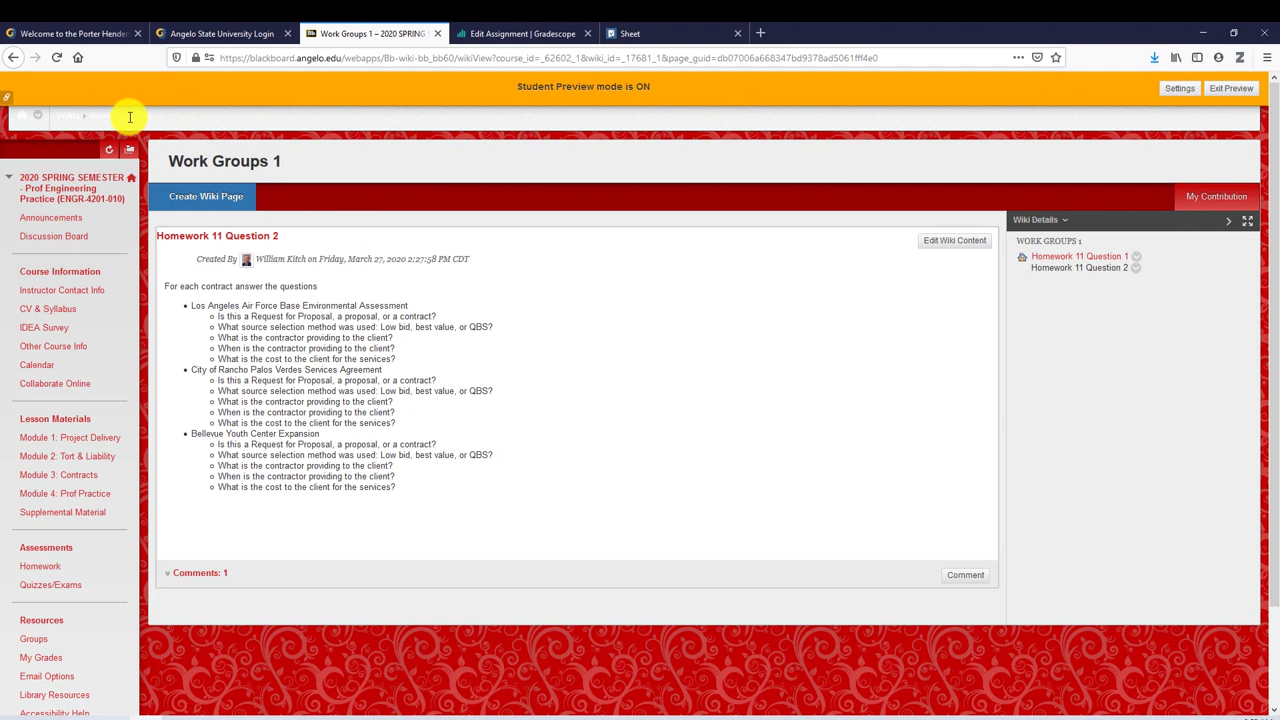 Welcome to the Porter Hender
Angelo State University Login
Bb
Work Groups 1 – 2020 SPRING S
Edit Assignment | Gradescope
Sheet
https://blackboard.angelo.edu/webapps/Bb-wiki-bb_bb60/wikiView?course_id=_62602_1&wiki_id=_17681_1&page_guid=db07006a668347bd9378ad5061fff4e0
Student Preview mode is ON
Settings
Exit Preview
Work Groups 1
Create Wiki Page
My Contribution
2020 SPRING SEMESTER
- Prof Engineering
Practice (ENGR-4201-010)
Announcements
Discussion Board
Course Information
Instructor Contact Info
CV & Syllabus
IDEA Survey
Other Course Info
Calendar
Collaborate Online
Lesson Materials
Module 1: Project Delivery
Module 2: Tort & Liability
Module 3: Contracts
Module 4: Prof Practice
Supplemental Material
Assessments
Homework
Quizzes/Exams
Resources
Groups
My Grades
Email Options
Library Resources
Accessibility Help
Homework 11 Question 2
Edit Wiki Content
Created By William Kitch on Friday, March 27, 2020 2:27:58 PM CDT
For each contract answer the questions
• Los Angeles Air Force Base Environmental Assessment
o Is this a Request for Proposal, a proposal, or a contract?
o What source selection method was used: Low bid, best value, or QBS?
o What is the contractor providing to the client?
o When is the contractor providing to the client?
o What is the cost to the client for the services?
• City of Rancho Palos Verdes Services Agreement
o Is this a Request for Proposal, a proposal, or a contract?
o What source selection method was used: Low bid, best value, or QBS?
o What is the contractor providing to the client?
o When is the contractor providing to the client?
o What is the cost to the client for the services?
• Bellevue Youth Center Expansion
o Is this a Request for Proposal, a proposal, or a contract?
o What source selection method was used: Low bid, best value, or QBS?
o What is the contractor providing to the client?
o When is the contractor providing to the client?
o What is the cost to the client for the services?
Comments: 1
Comment
Wiki Details
WORK GROUPS 1
Homework 11 Question 1
Homework 11 Question 2